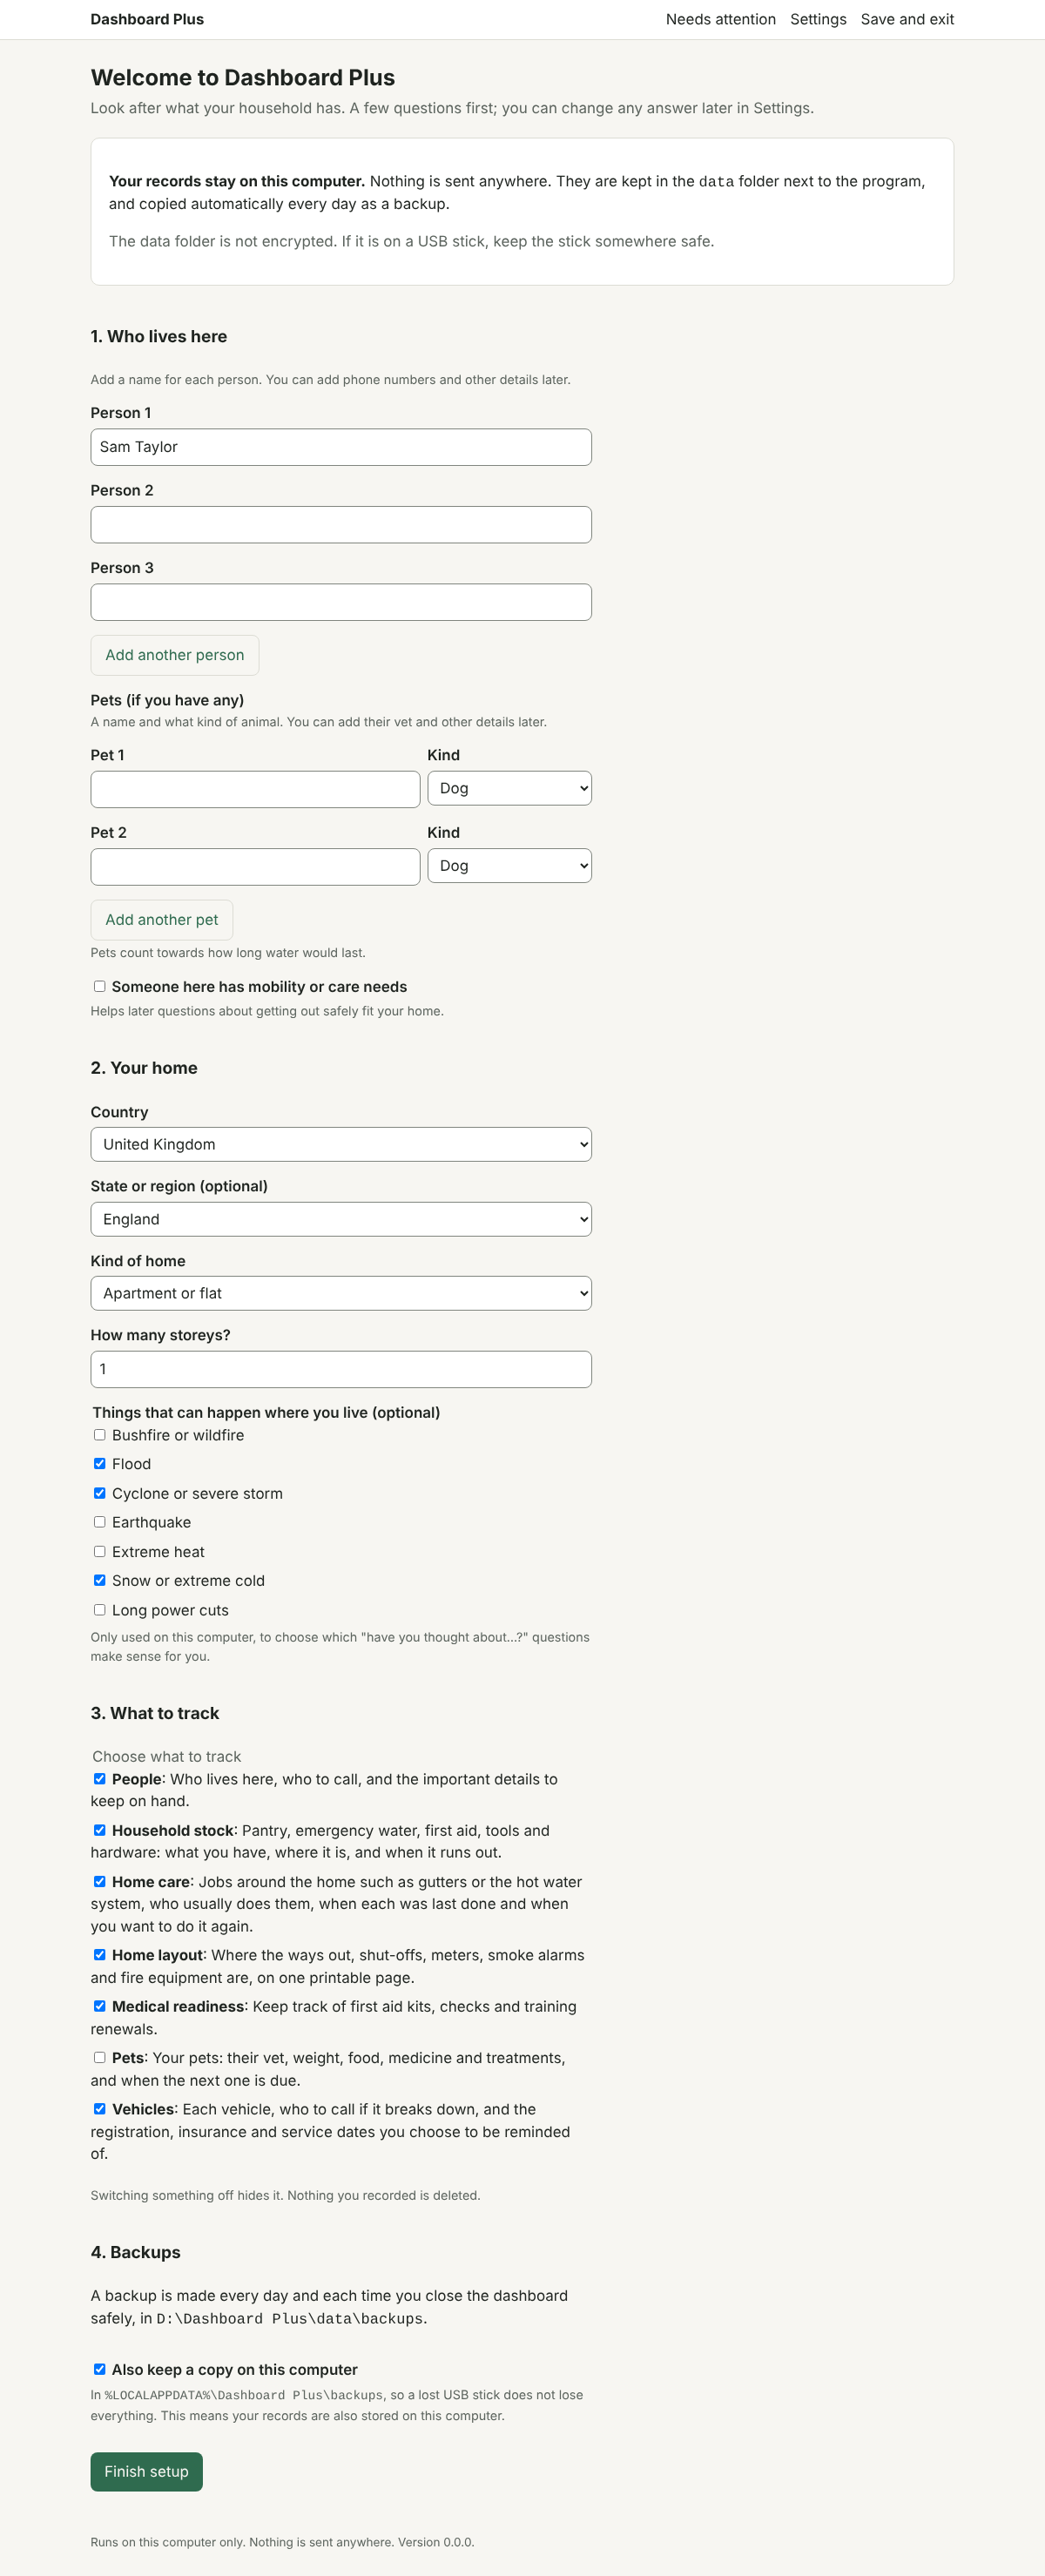 Dashboard Plus
Needs attention Settings Save and exit
Welcome to Dashboard Plus
Look after what your household has. A few questions first; you can change any answer later in Settings.
Your records stay on this computer. Nothing is sent anywhere. They are kept in the data folder next to the program,
and copied automatically every day as a backup.
The data folder is not encrypted. If it is on a USB stick, keep the stick somewhere safe.
1. Who lives here
Add a name for each person. You can add phone numbers and other details later.
Person 1
Sam Taylor
Person 2
Person 3
Add another person
Pets (if you have any)
A name and what kind of animal. You can add their vet and other details later.
Pet 1 Kind
Dog
Pet 2 Kind
Dog
Add another pet
Pets count towards how long water would last.
Someone here has mobility or care needs
Helps later questions about getting out safely fit your home.
2. Your home
Country
United Kingdom
State or region (optional)
England
Kind of home
Apartment or flat
How many storeys?
1
Things that can happen where you live (optional)
Bushfire or wildfire
Flood
Cyclone or severe storm
Earthquake
Extreme heat
Snow or extreme cold
Long power cuts
Only used on this computer, to choose which "have you thought about...?" questions
make sense for you.
3. What to track
Choose what to track
People: Who lives here, who to call, and the important details to
keep on hand.
Household stock: Pantry, emergency water, first aid, tools and
hardware: what you have, where it is, and when it runs out.
Home care: Jobs around the home such as gutters or the hot water
system, who usually does them, when each was last done and when
you want to do it again.
Home layout: Where the ways out, shut-offs, meters, smoke alarms
and fire equipment are, on one printable page.
Medical readiness: Keep track of first aid kits, checks and training
renewals.
Pets: Your pets: their vet, weight, food, medicine and treatments,
and when the next one is due.
Vehicles: Each vehicle, who to call if it breaks down, and the
registration, insurance and service dates you choose to be reminded
of.
Switching something off hides it. Nothing you recorded is deleted.
4. Backups
A backup is made every day and each time you close the dashboard
safely, in D:\Dashboard Plus\data\backups.
Also keep a copy on this computer
In %LOCALAPPDATA%\Dashboard Plus\backups, so a lost USB stick does not lose
everything. This means your records are also stored on this computer.
Finish setup
Runs on this computer only. Nothing is sent anywhere. Version 0.0.0.